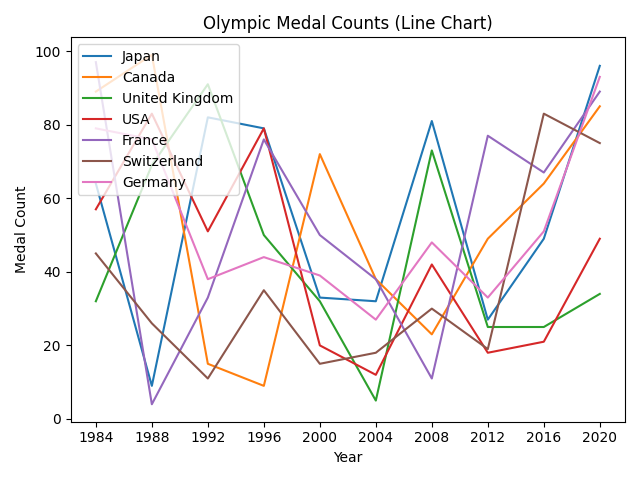 Olympic Medal Counts (Line Chart)
100
80
60
40
20
0
Medal Count
Japan
Canada
United Kingdom
USA
France
Switzerland
Germany
1984 1988 1992 1996 2000 2004 2008 2012 2016 2020
Year